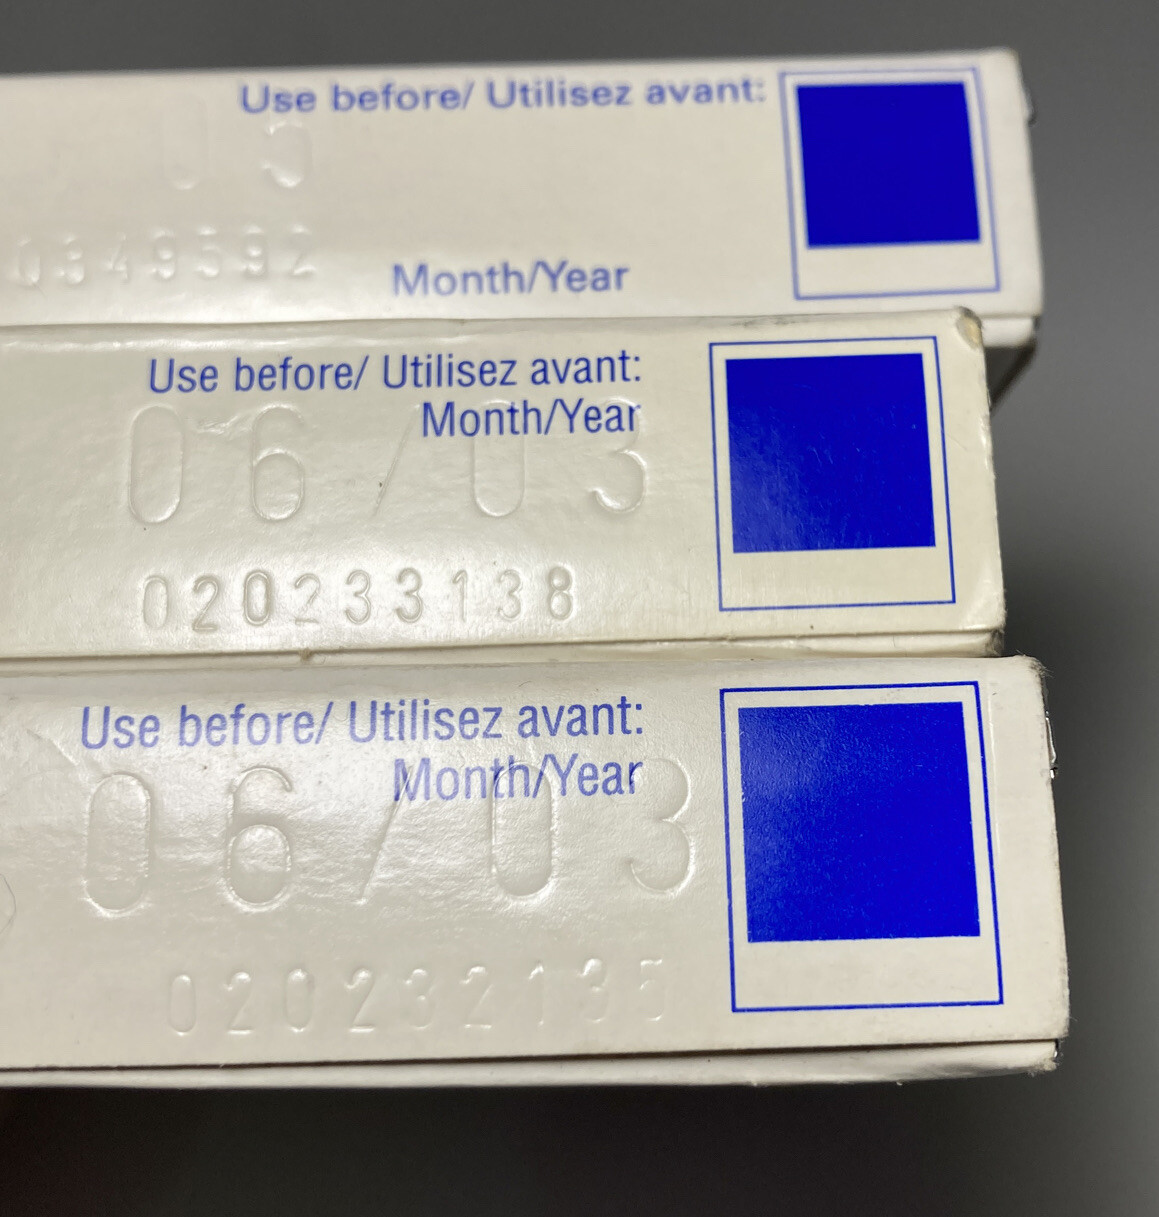 Use before/ Utilisez avant:
05
0349592
Month/Year
Use before/ Utilisez avant:
Month/Year
06/03
020233138
Use before/ Utilisez avant:
Month/Year
06/03
020232135